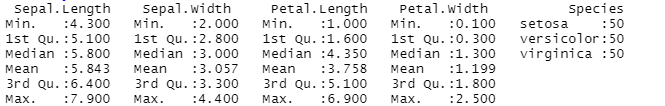 Sepal.Length Sepal.Width Petal.Length Petal.Width Species
Min. :4.300 Min. :2.000 Min. :1.000 Min. :0.100 setosa :50
1st Qu.:5.100 1st Qu.:2.800 1st Qu.:1.600 1st Qu.:0.300 versicolor:50
Median :5.800 Median :3.000 Median :4.350 Median :1.300 virginica :50
Mean :5.843 Mean :3.057 Mean :3.758 Mean :1.199
3rd Qu.:6.400 3rd Qu.:3.300 3rd Qu.:5.100 3rd Qu.:1.800
Max. :7.900 Max. :4.400 Max. :6.900 Max. :2.500